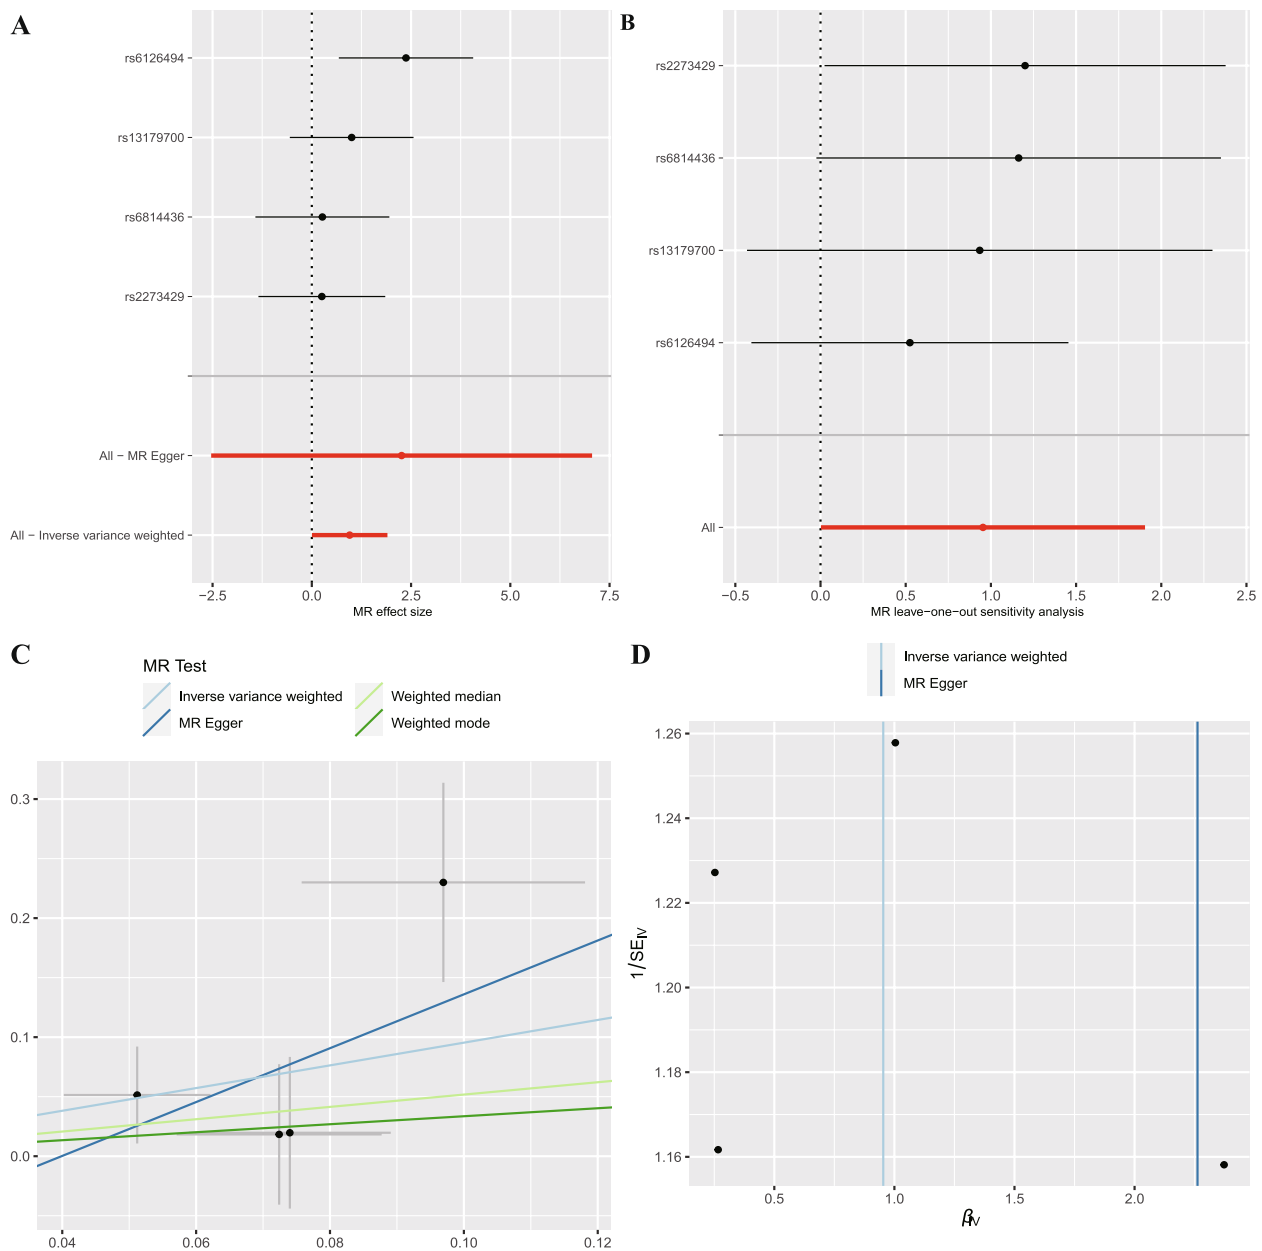 A
rs6126494
rs13179700
rs6814436
rs2273429
All − MR Egger
All − Inverse variance weighted
−2.5 0.0 2.5 5.0 7.5
MR effect size
B
rs2273429
rs6814436
rs13179700
rs6126494
All
−0.5 0.0 0.5 1.0 1.5 2.0 2.5
MR leave−one−out sensitivity analysis
C
MR Test
Inverse variance weighted Weighted median
MR Egger Weighted mode
0.3
0.2
0.1
0.0
0.04 0.06 0.08 0.10 0.12
D
Inverse variance weighted
MR Egger
1.26
1.24
1.22
1.20
1.18
1.16
1/SEIV
0.5 1.0 1.5 2.0
βIV